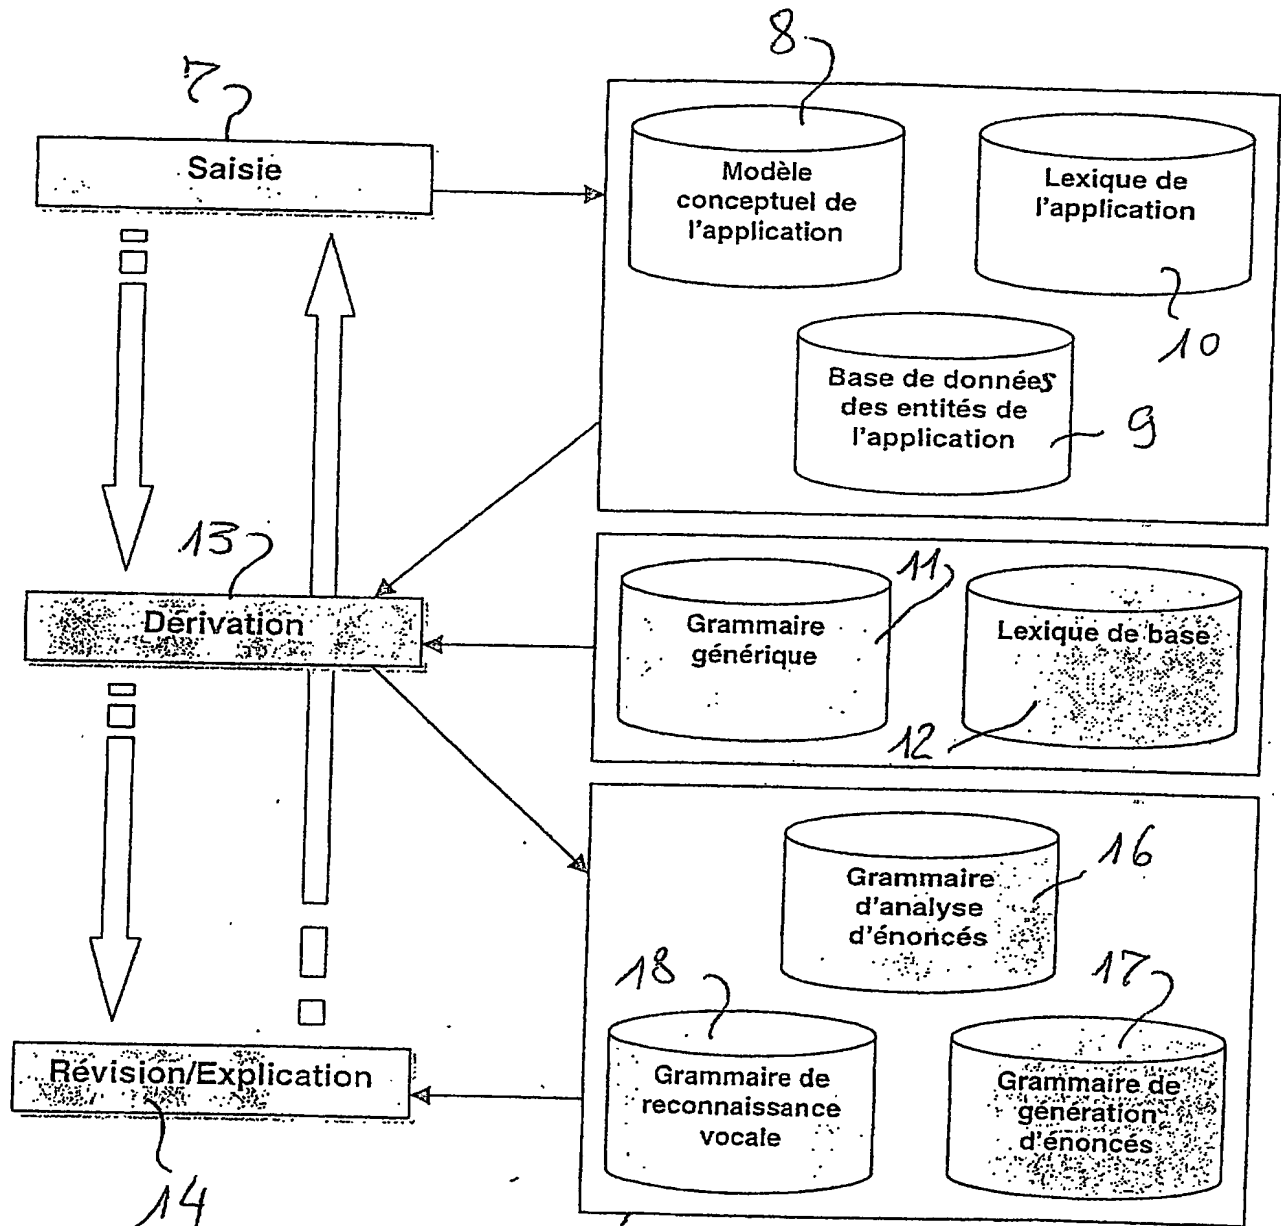 8
7
Saisie
Modèle
conceptuel de
l'application
Lexique de
l'application
10
Base de données
des entités de
l'application
9
13
Dérivation
11
Grammaire
générique
Lexique de base
12
16
Grammaire
d'analyse
d'énoncés
18
17
Révision/Explication
Grammaire de
reconnaissance
vocale
Grammaire de
génération
d'énoncés
14